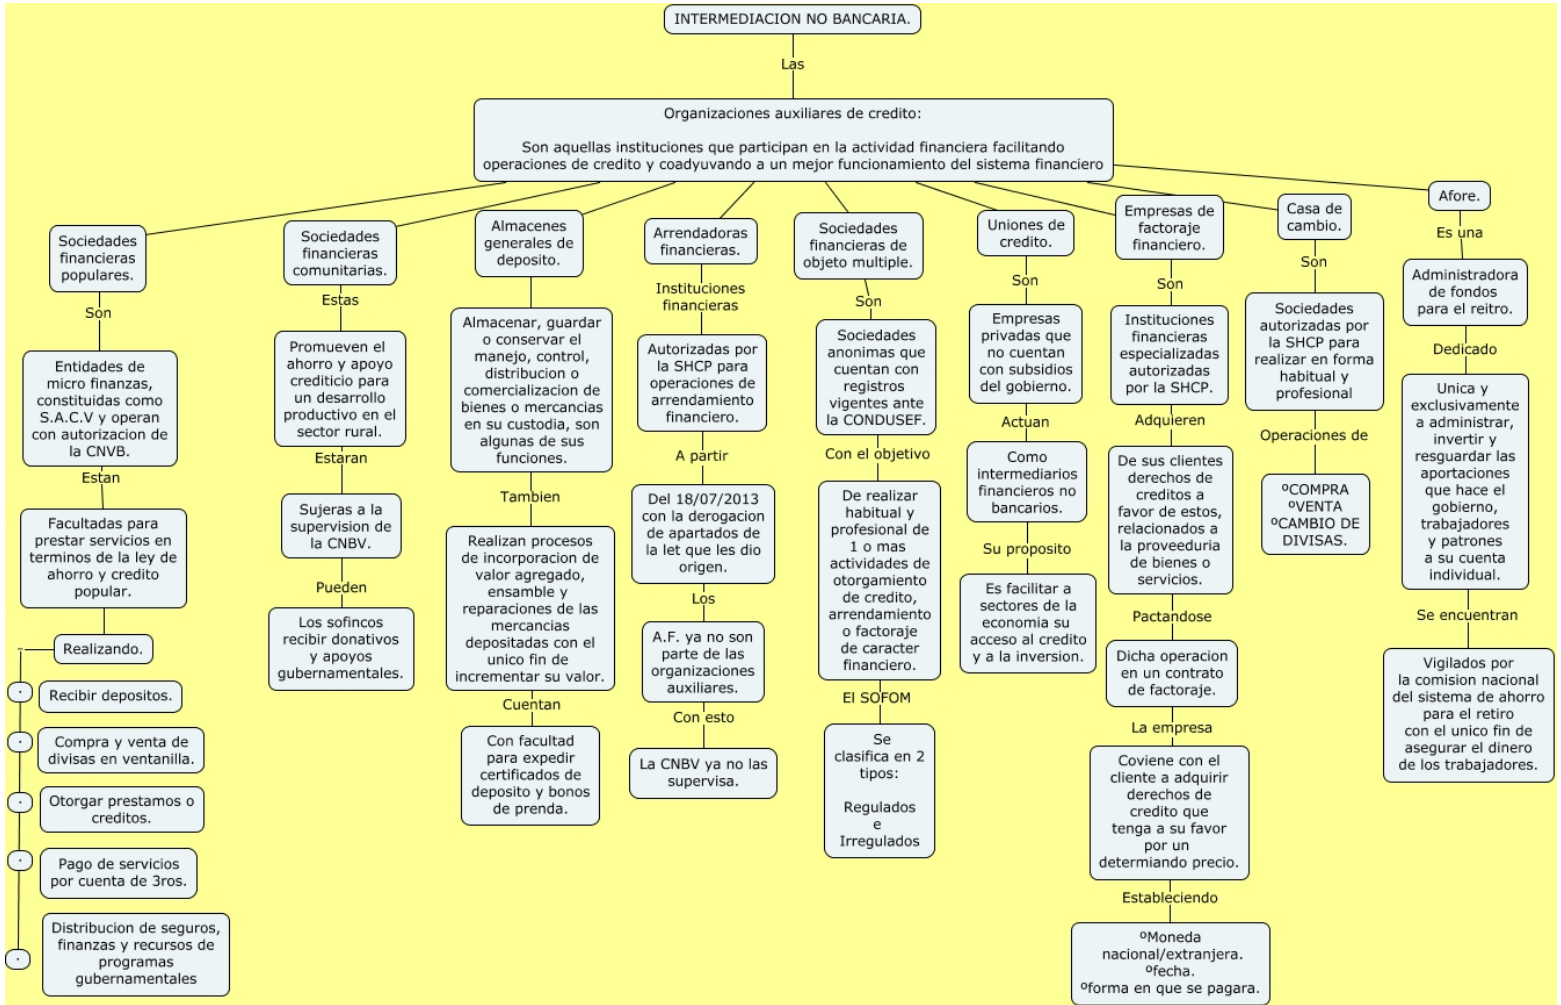 INTERMEDIACION NO BANCARIA.
Las
Organizaciones auxiliares de credito:
Son aquellas instituciones que participan en la actividad financiera facilitando
operaciones de credito y coadyuvando a un mejor funcionamiento del sistema financiero
Sociedades
financieras
populares.
Son
Entidades de
micro finanzas,
constituidas como
S.A.C.V y operan
con autorizacion de
la CNVB.
Estan
Facultadas para
prestar servicios en
terminos de la ley de
ahorro y credito
popular.
Realizando.
Recibir depositos.
Compra y venta de
divisas en ventanilla.
Otorgar prestamos o
creditos.
Pago de servicios
por cuenta de 3ros.
Distribucion de seguros,
finanzas y recursos de
programas
gubernamentales
Sociedades
financieras
comunitarias.
Estas
Promueven el
ahorro y apoyo
crediticio para
un desarrollo
productivo en el
sector rural.
Estaran
Sujeras a la
supervision de
la CNBV.
Pueden
Los sofincos
recibir donativos
y apoyos
gubernamentales.
Almacenes
generales de
deposito.
Almacenar, guardar
o conservar el
manejo, control,
distribucion o
comercializacion de
bienes o mercancias
en su custodia, son
algunas de sus
funciones.
Tambien
Realizan procesos
de incorporacion de
valor agregado,
ensamble y
reparaciones de las
mercancias
depositadas con el
unico fin de
incrementar su valor.
Cuentan
Con facultad
para expedir
certificados de
deposito y bonos
de prenda.
Arrendadoras
financieras.
Instituciones
financieras
Autorizadas por
la SHCP para
operaciones de
arrendamiento
financiero.
A partir
Del 18/07/2013
con la derogacion
de apartados de
la let que les dio
origen.
Los
A.F. ya no son
parte de las
organizaciones
auxiliares.
Con esto
La CNBV ya no las
supervisa.
Sociedades
financieras de
objeto multiple.
Son
Sociedades
anonimas que
cuentan con
registros
vigentes ante
la CONDUSEF.
Con el objetivo
De realizar
habitual y
profesional de
1 o mas
actividades de
otorgamiento
de credito,
arrendamiento
o factoraje
de caracter
financiero.
El SOFOM
Se
clasifica en 2
tipos:
Regulados
e
Irregulados
Uniones de
credito.
Son
Empresas
privadas que
no cuentan
con subsidios
del gobierno.
Actuan
Como
intermediarios
financieros no
bancarios.
Su proposito
Es facilitar a
sectores de la
economia su
acceso al credito
y a la inversion.
Empresas de
factoraje
financiero.
Son
Instituciones
financieras
especializadas
autorizadas
por la SHCP.
Adquieren
De sus clientes
derechos de
creditos a
favor de estos,
relacionados a
la proveeduria
de bienes o
servicios.
Pactandose
Dicha operacion
en un contrato
de factoraje.
La empresa
Coviene con el
cliente a adquirir
derechos de
credito que
tenga a su favor
por un
determiando precio.
Estableciendo
ºMoneda
nacional/extranjera.
ºfecha.
ºforma en que se pagara.
Casa de
cambio.
Son
Sociedades
autorizadas por
la SHCP para
realizar en forma
habitual y
profesional
Operaciones de
ºCOMPRA
ºVENTA
ºCAMBIO DE
DIVISAS.
Afore.
Es una
Administradora
de fondos
para el reitro.
Dedicado
Unica y
exclusivamente
a administrar,
invertir y
resguardar las
aportaciones
que hace el
gobierno,
trabajadores
y patrones
a su cuenta
individual.
Se encuentran
Vigilados por
la comision nacional
del sistema de ahorro
para el retiro
con el unico fin de
asegurar el dinero
de los trabajadores.